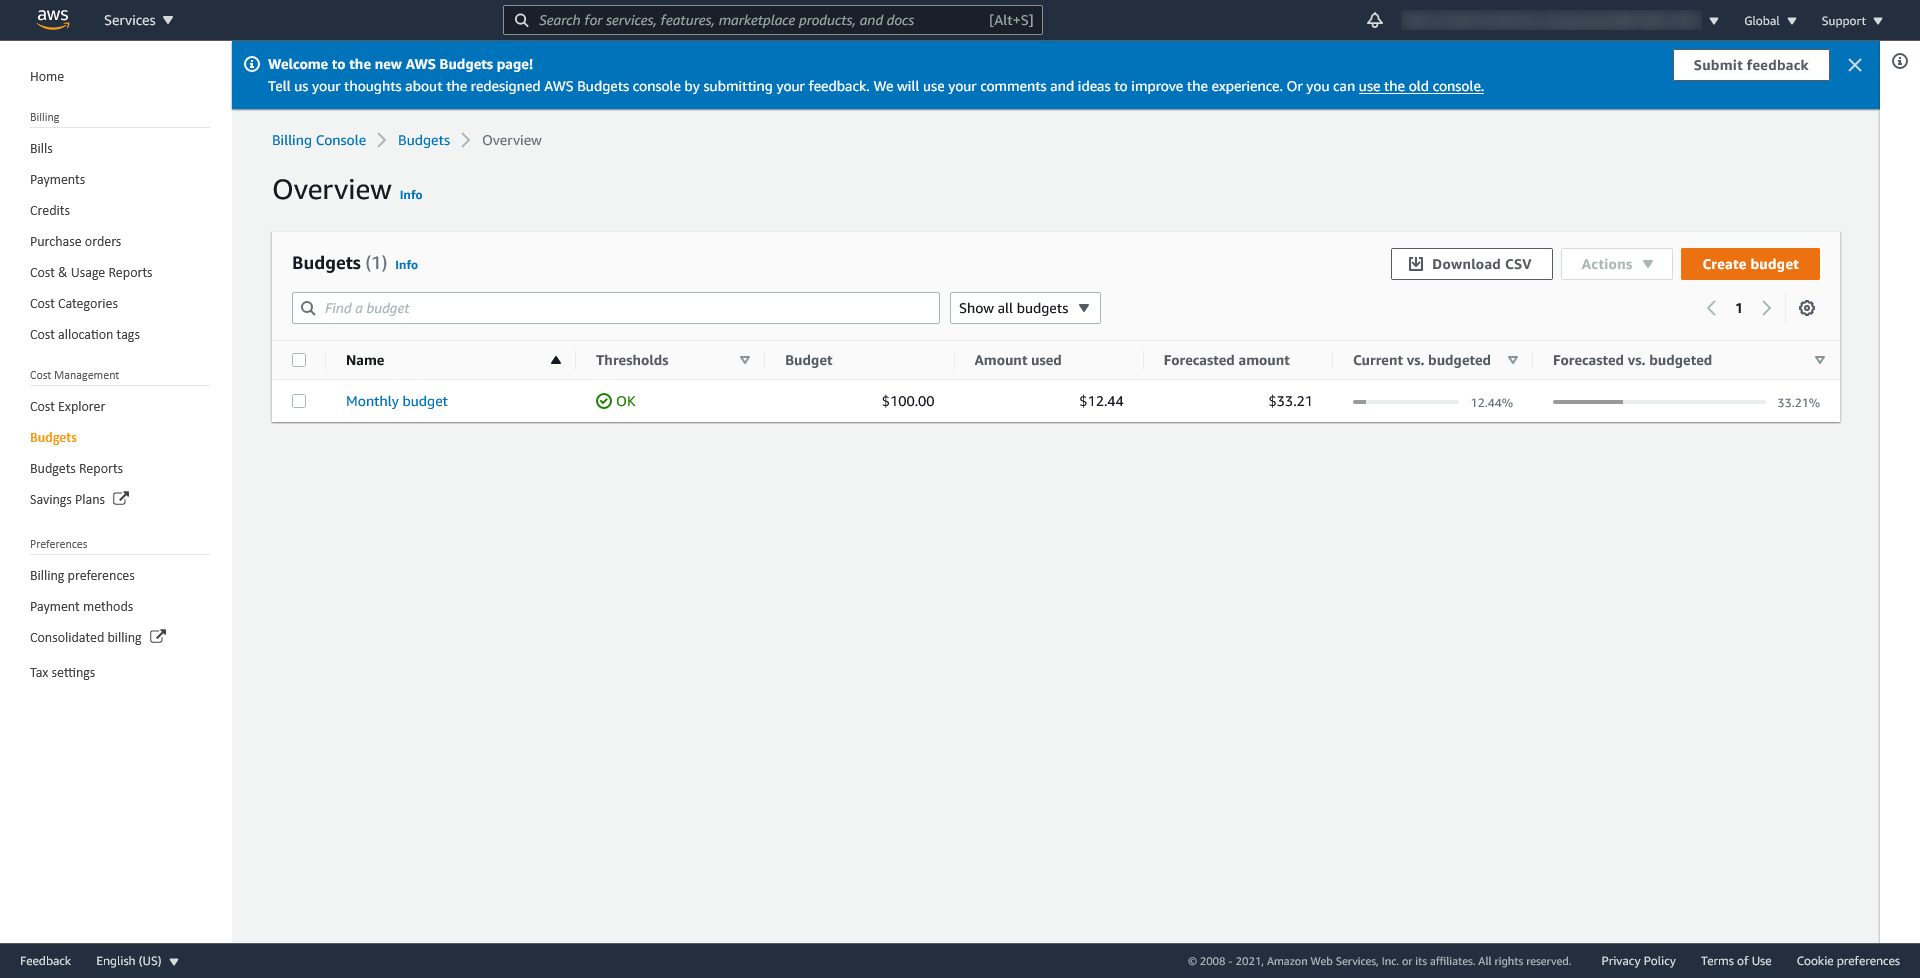 aws
Services
Search for services, features, marketplace products, and docs [Alt+S]
Global
Support
Home
Billing
Bills
Payments
Credits
Purchase orders
Cost & Usage Reports
Cost Categories
Cost allocation tags
Cost Management
Cost Explorer
Budgets
Budgets Reports
Savings Plans
Preferences
Billing preferences
Payment methods
Consolidated billing
Tax settings
Welcome to the new AWS Budgets page!
Tell us your thoughts about the redesigned AWS Budgets console by submitting your feedback. We will use your comments and ideas to improve the experience. Or you can use the old console.
Submit feedback
Billing Console Budgets Overview
Overview Info
Budgets (1) Info
Download CSV
Actions
Create budget
Find a budget
Show all budgets
1
Name Thresholds Budget Amount used Forecasted amount Current vs. budgeted Forecasted vs. budgeted
Monthly budget OK $100.00 $12.44 $33.21 12.44% 33.21%
Feedback English (US) © 2008 - 2021, Amazon Web Services, Inc. or its affiliates. All rights reserved. Privacy Policy Terms of Use Cookie preferences